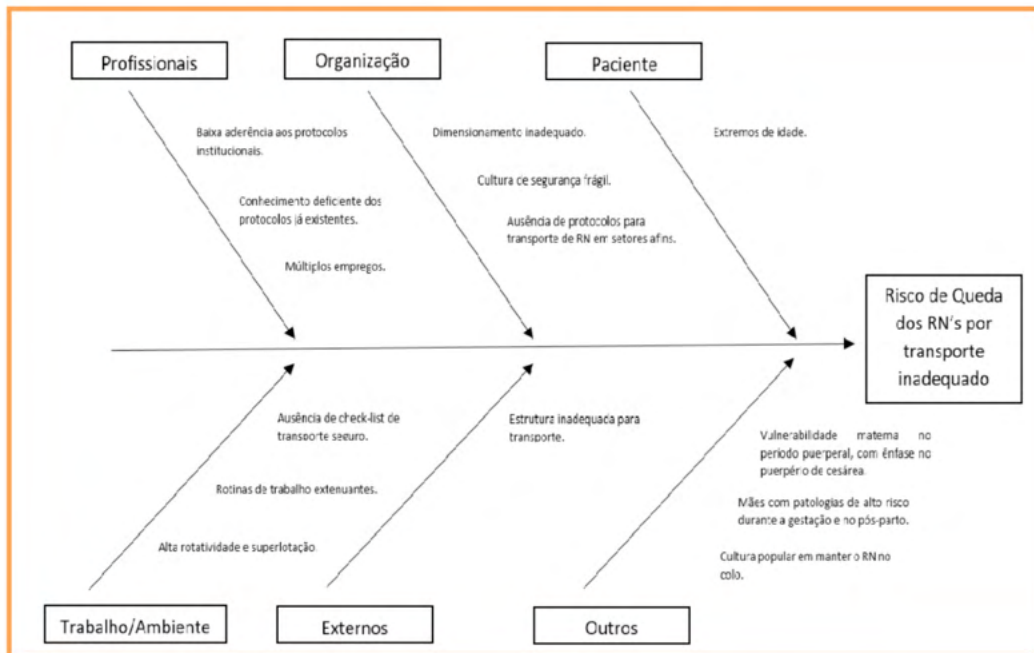 Profissionais
Organização
Paciente
Baixa aderência aos protocolos
institucionais.
Conhecimento deficiente dos
protocolos já existentes.
Múltiplos empregos.
Dimensionamento inadequado.
Cultura de segurança frágil.
Ausência de protocolos para
transporte de RN em setores afins.
Extremos de idade.
Risco de Queda
dos RN's por
transporte
inadequado
Ausência de check-list de
transporte seguro.
Rotinas de trabalho extenuantes.
Alta rotatividade e superlotação.
Estrutura inadequada para
transporte.
Vulnerabilidade materna no
período puerperal, com ênfase no
puerpério de cesárea.
Mães com patologias de alto risco
durante a gestação e no pós-parto.
Cultura popular em manter o RN no
colo.
Trabalho/Ambiente
Externos
Outros